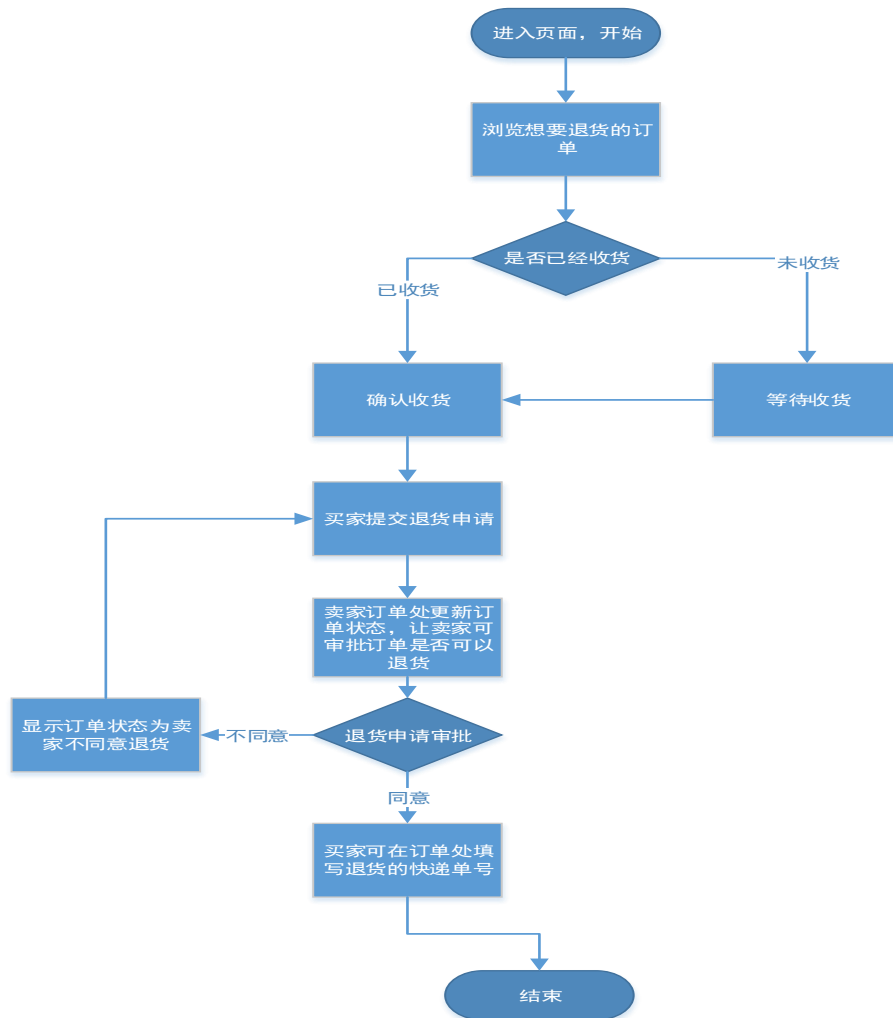 进入页面，开始
浏览想要退货的订
单
是否已经收货
已收货
未收货
确认收货
等待收货
买家提交退货申请
卖家订单处更新订
单状态，让卖家可
审批订单是否可以
退货
显示订单状态为卖
家不同意退货
不同意
退货申请审批
同意
买家可在订单处填
写退货的快递单号
结束